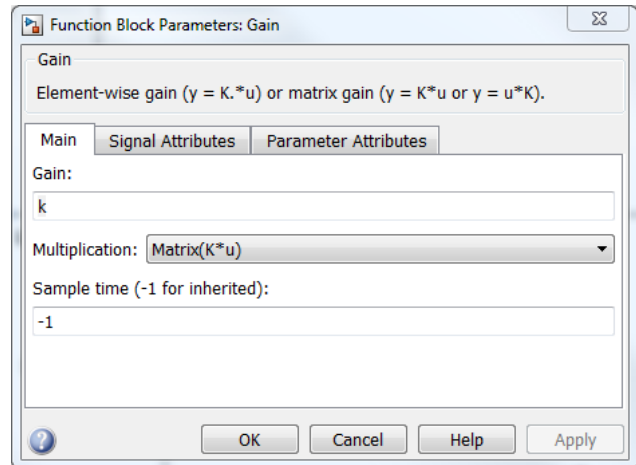 Function Block Parameters: Gain
Gain
Element-wise gain (y = K.*u) or matrix gain (y = K*u or y = u*K).
Main Signal Attributes Parameter Attributes
Gain:
k
Multiplication: Matrix(K*u)
Sample time (-1 for inherited):
-1
OK Cancel Help Apply